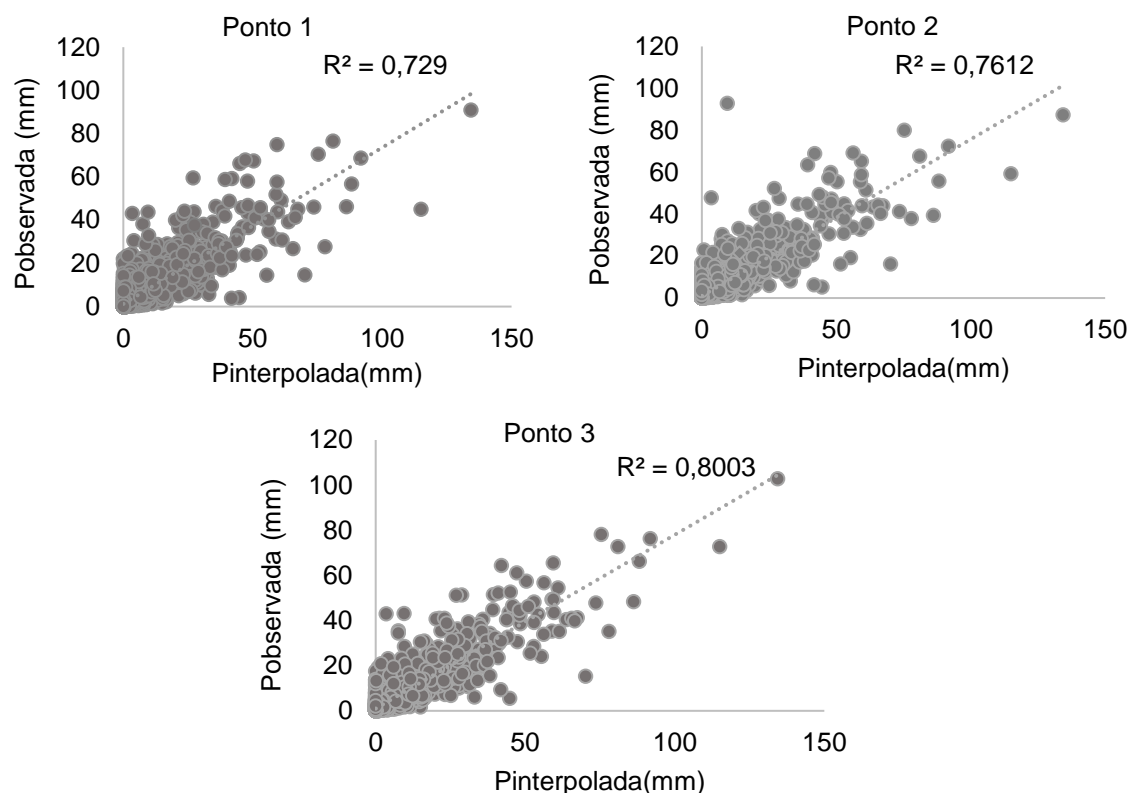 Ponto 1
R² = 0,729
120
100
80
60
40
20
0
Pobservada (mm)
0 50 100 150
Pinterpolada(mm)
Ponto 2
R² = 0,7612
120
100
80
60
40
20
0
Pobservada (mm)
0 50 100 150
Pinterpolada(mm)
Ponto 3
R² = 0,8003
120
100
80
60
40
20
0
Pobservada (mm)
0 50 100 150
Pinterpolada(mm)